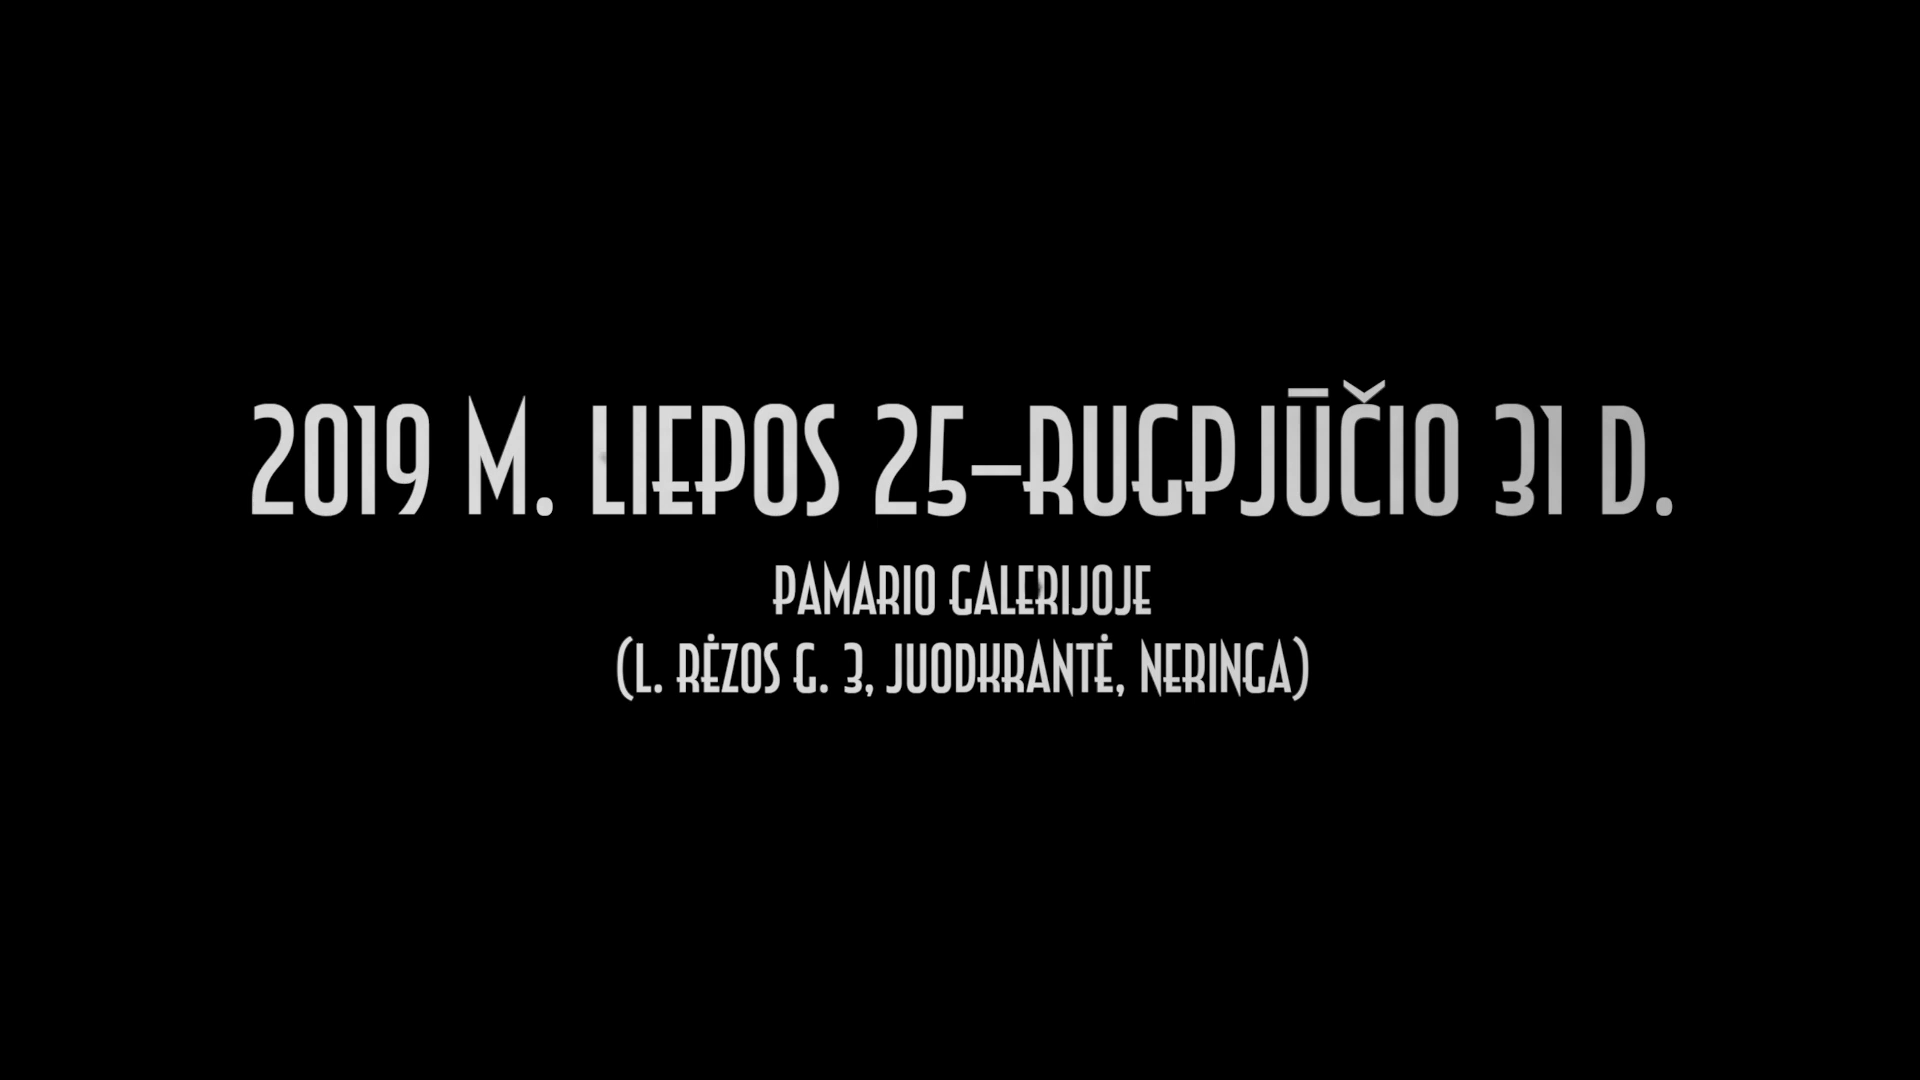 2019 M. LIEPOS 25–RUGPJŪČIO 31 D.
PAMARIO GALERIJOJE
(L. RĖZOS G. 3, JUODKRANTĖ, NERINGA)